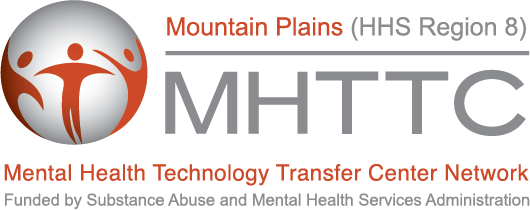 Mountain Plains (HHS Region 8)
MHTTC
Mental Health Technology Transfer Center Network
Funded by Substance Abuse and Mental Health Services Administration